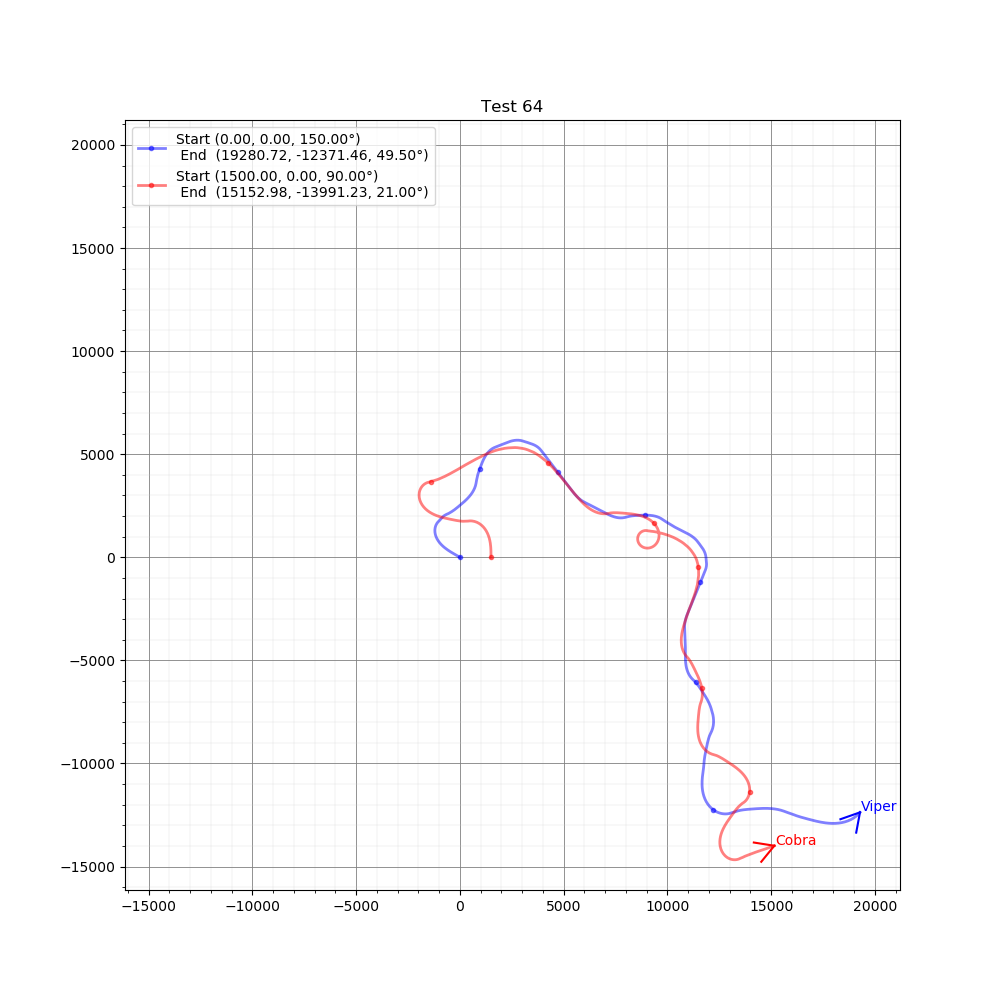 Test 64
Start (0.00, 0.00, 150.00°)
End (19280.72, -12371.46, 49.50°)
Start (1500.00, 0.00, 90.00°)
End (15152.98, -13991.23, 21.00°)
20000
15000
10000
5000
0
−5000
−10000
−15000
Viper
Cobra
−15000 −10000 −5000 0 5000 10000 15000 20000